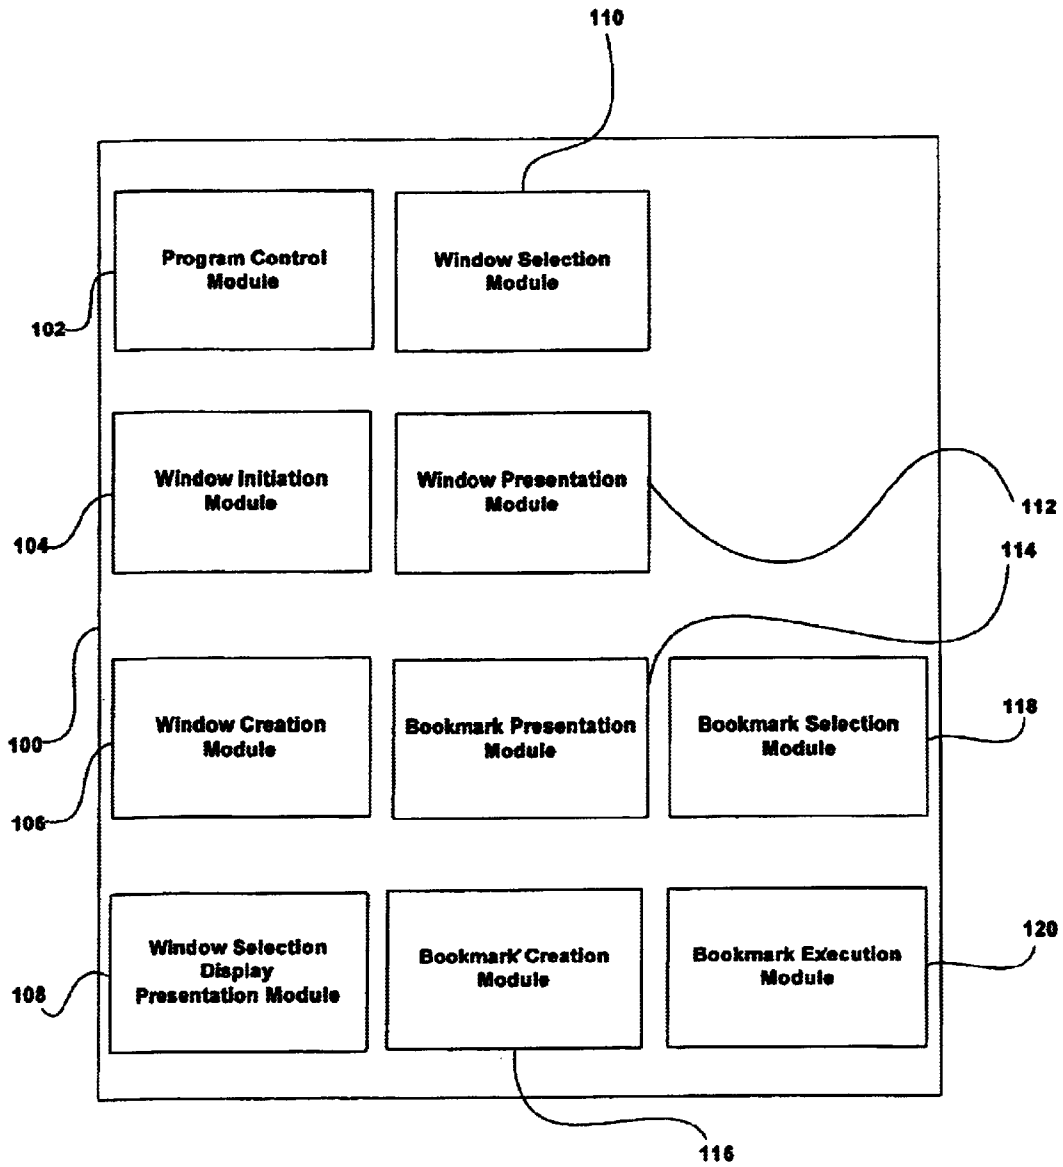 110
Program Control
Module
Window Selection
Module
102
Window Initiation
Module
Window Presentation
Module
112
104
114
Window Creation
Module
Bookmark Presentation
Module
Bookmark Selection
Module
118
100
106
Window Selection
Display
Presentation Module
Bookmark Creation
Module
Bookmark Execution
Module
120
108
116